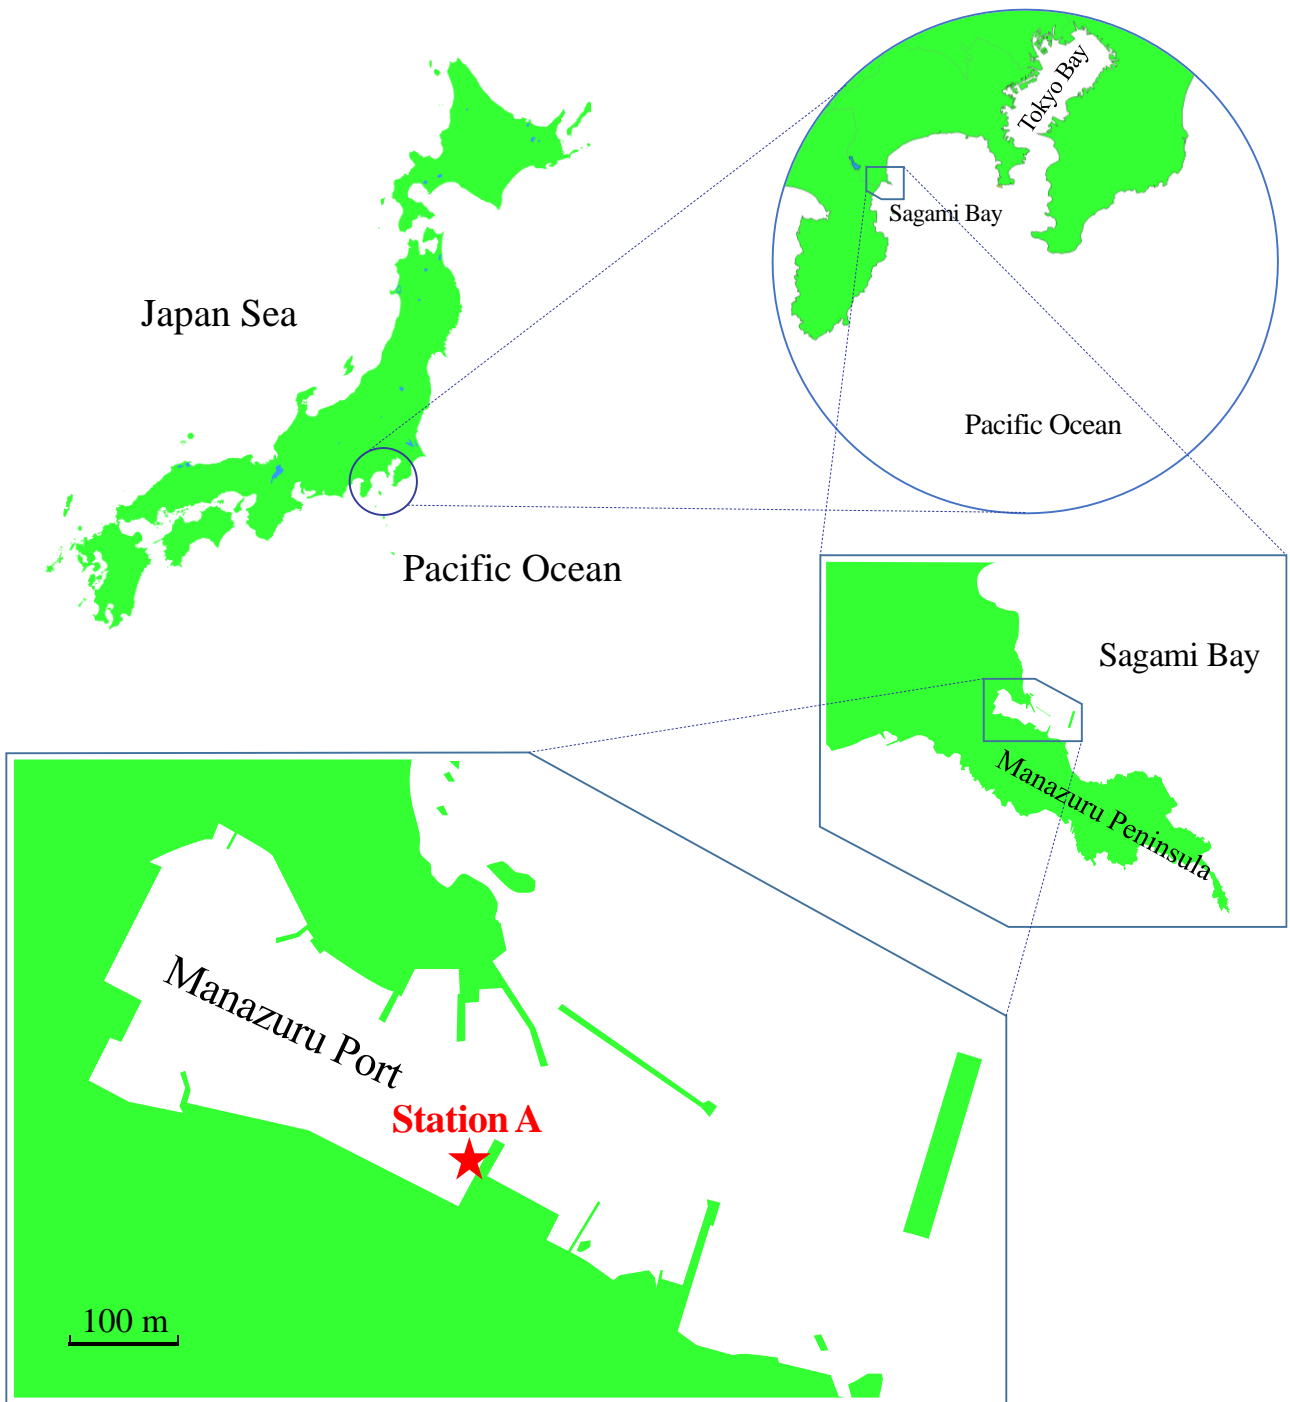 Tokyo Bay
Sagami Bay
Japan Sea
Pacific Ocean
Pacific Ocean
Sagami Bay
Manazuru Peninsula
Manazuru Port
Station A
100 m